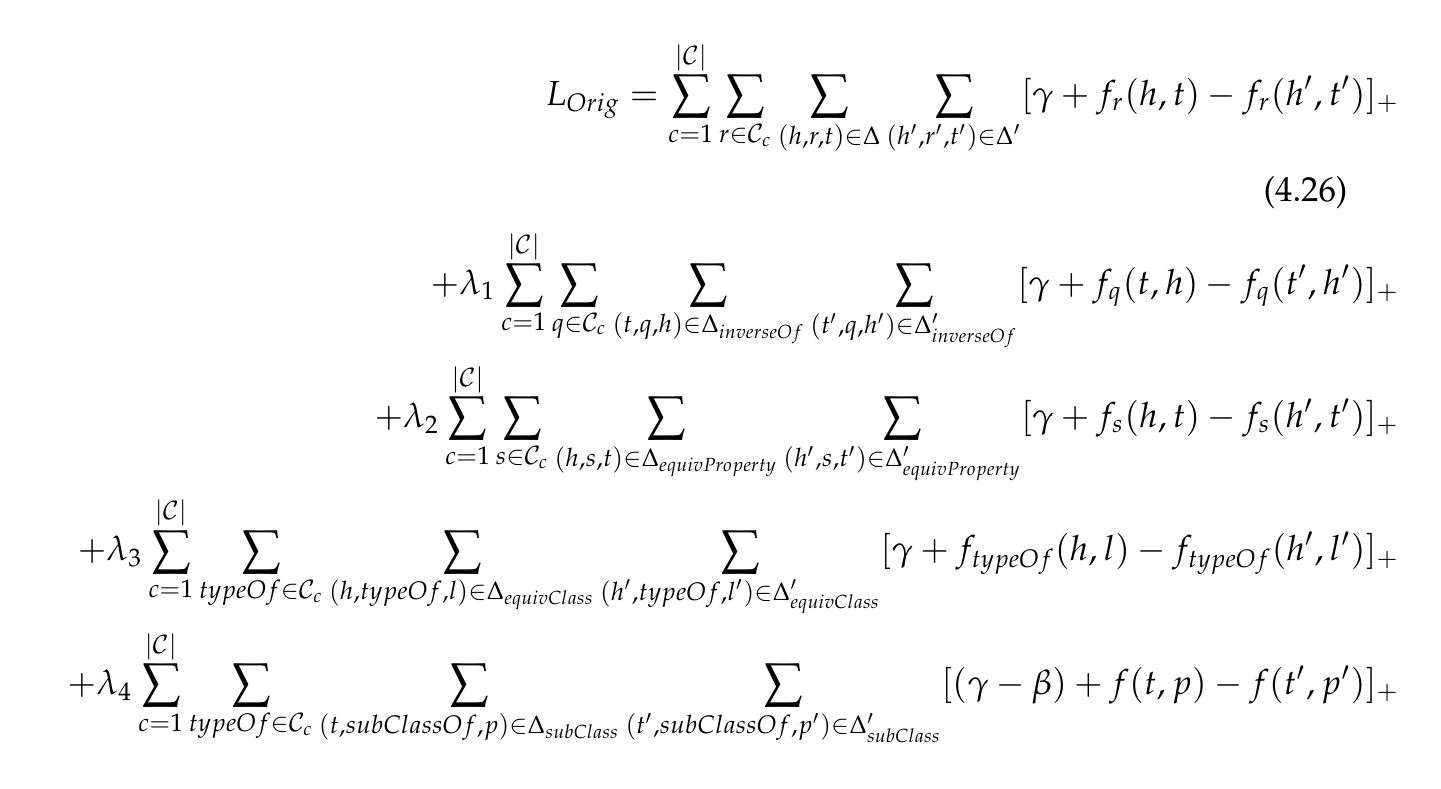 L_{Orig} = \sum_{c=1}^{|\mathcal{C}|} \sum_{r \in \mathcal{C}_c} \sum_{(h,r,t) \in \Delta} \sum_{(h',r',t') \in \Delta'} [\gamma + f_r(h,t) - f_r(h',t')]_+
(4.26)
+\lambda_1 \sum_{c=1}^{|\mathcal{C}|} \sum_{q \in \mathcal{C}_c} \sum_{(t,q,h) \in \Delta_{inverseOf}} \sum_{(t',q,h') \in \Delta'_{inverseOf}} [\gamma + f_q(t,h) - f_q(t',h')]_+
+\lambda_2 \sum_{c=1}^{|\mathcal{C}|} \sum_{s \in \mathcal{C}_c} \sum_{(h,s,t) \in \Delta_{equivProperty}} \sum_{(h',s,t') \in \Delta'_{equivProperty}} [\gamma + f_s(h,t) - f_s(h',t')]_+
+\lambda_3 \sum_{c=1}^{|\mathcal{C}|} \sum_{typeOf \in \mathcal{C}_c} \sum_{(h,typeOf,l) \in \Delta_{equivClass}} \sum_{(h',typeOf,l') \in \Delta'_{equivClass}} [\gamma + f_{typeOf}(h,l) - f_{typeOf}(h',l')]_+
+\lambda_4 \sum_{c=1}^{|\mathcal{C}|} \sum_{typeOf \in \mathcal{C}_c} \sum_{(t,subClassOf,p) \in \Delta_{subClass}} \sum_{(t',subClassOf,p') \in \Delta'_{subClass}} [(\gamma - \beta) + f(t,p) - f(t',p')]_+